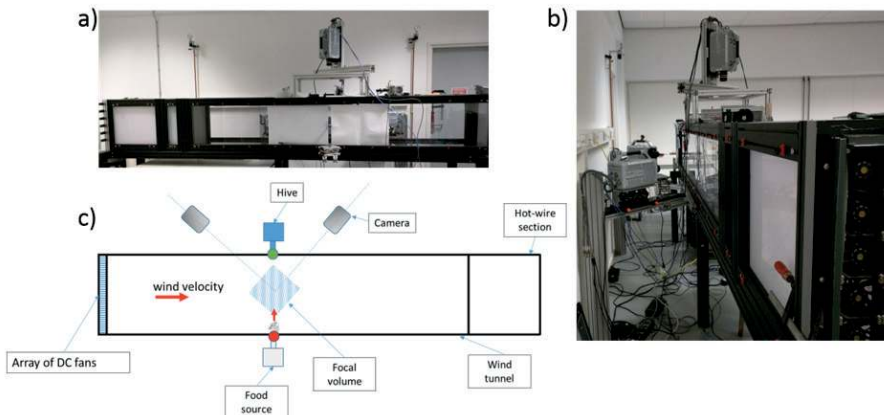 a)
b)
c)
Hive
Camera
Hot-wire
section
wind velocity
Array of DC fans
Food
source
Focal
volume
Wind
tunnel